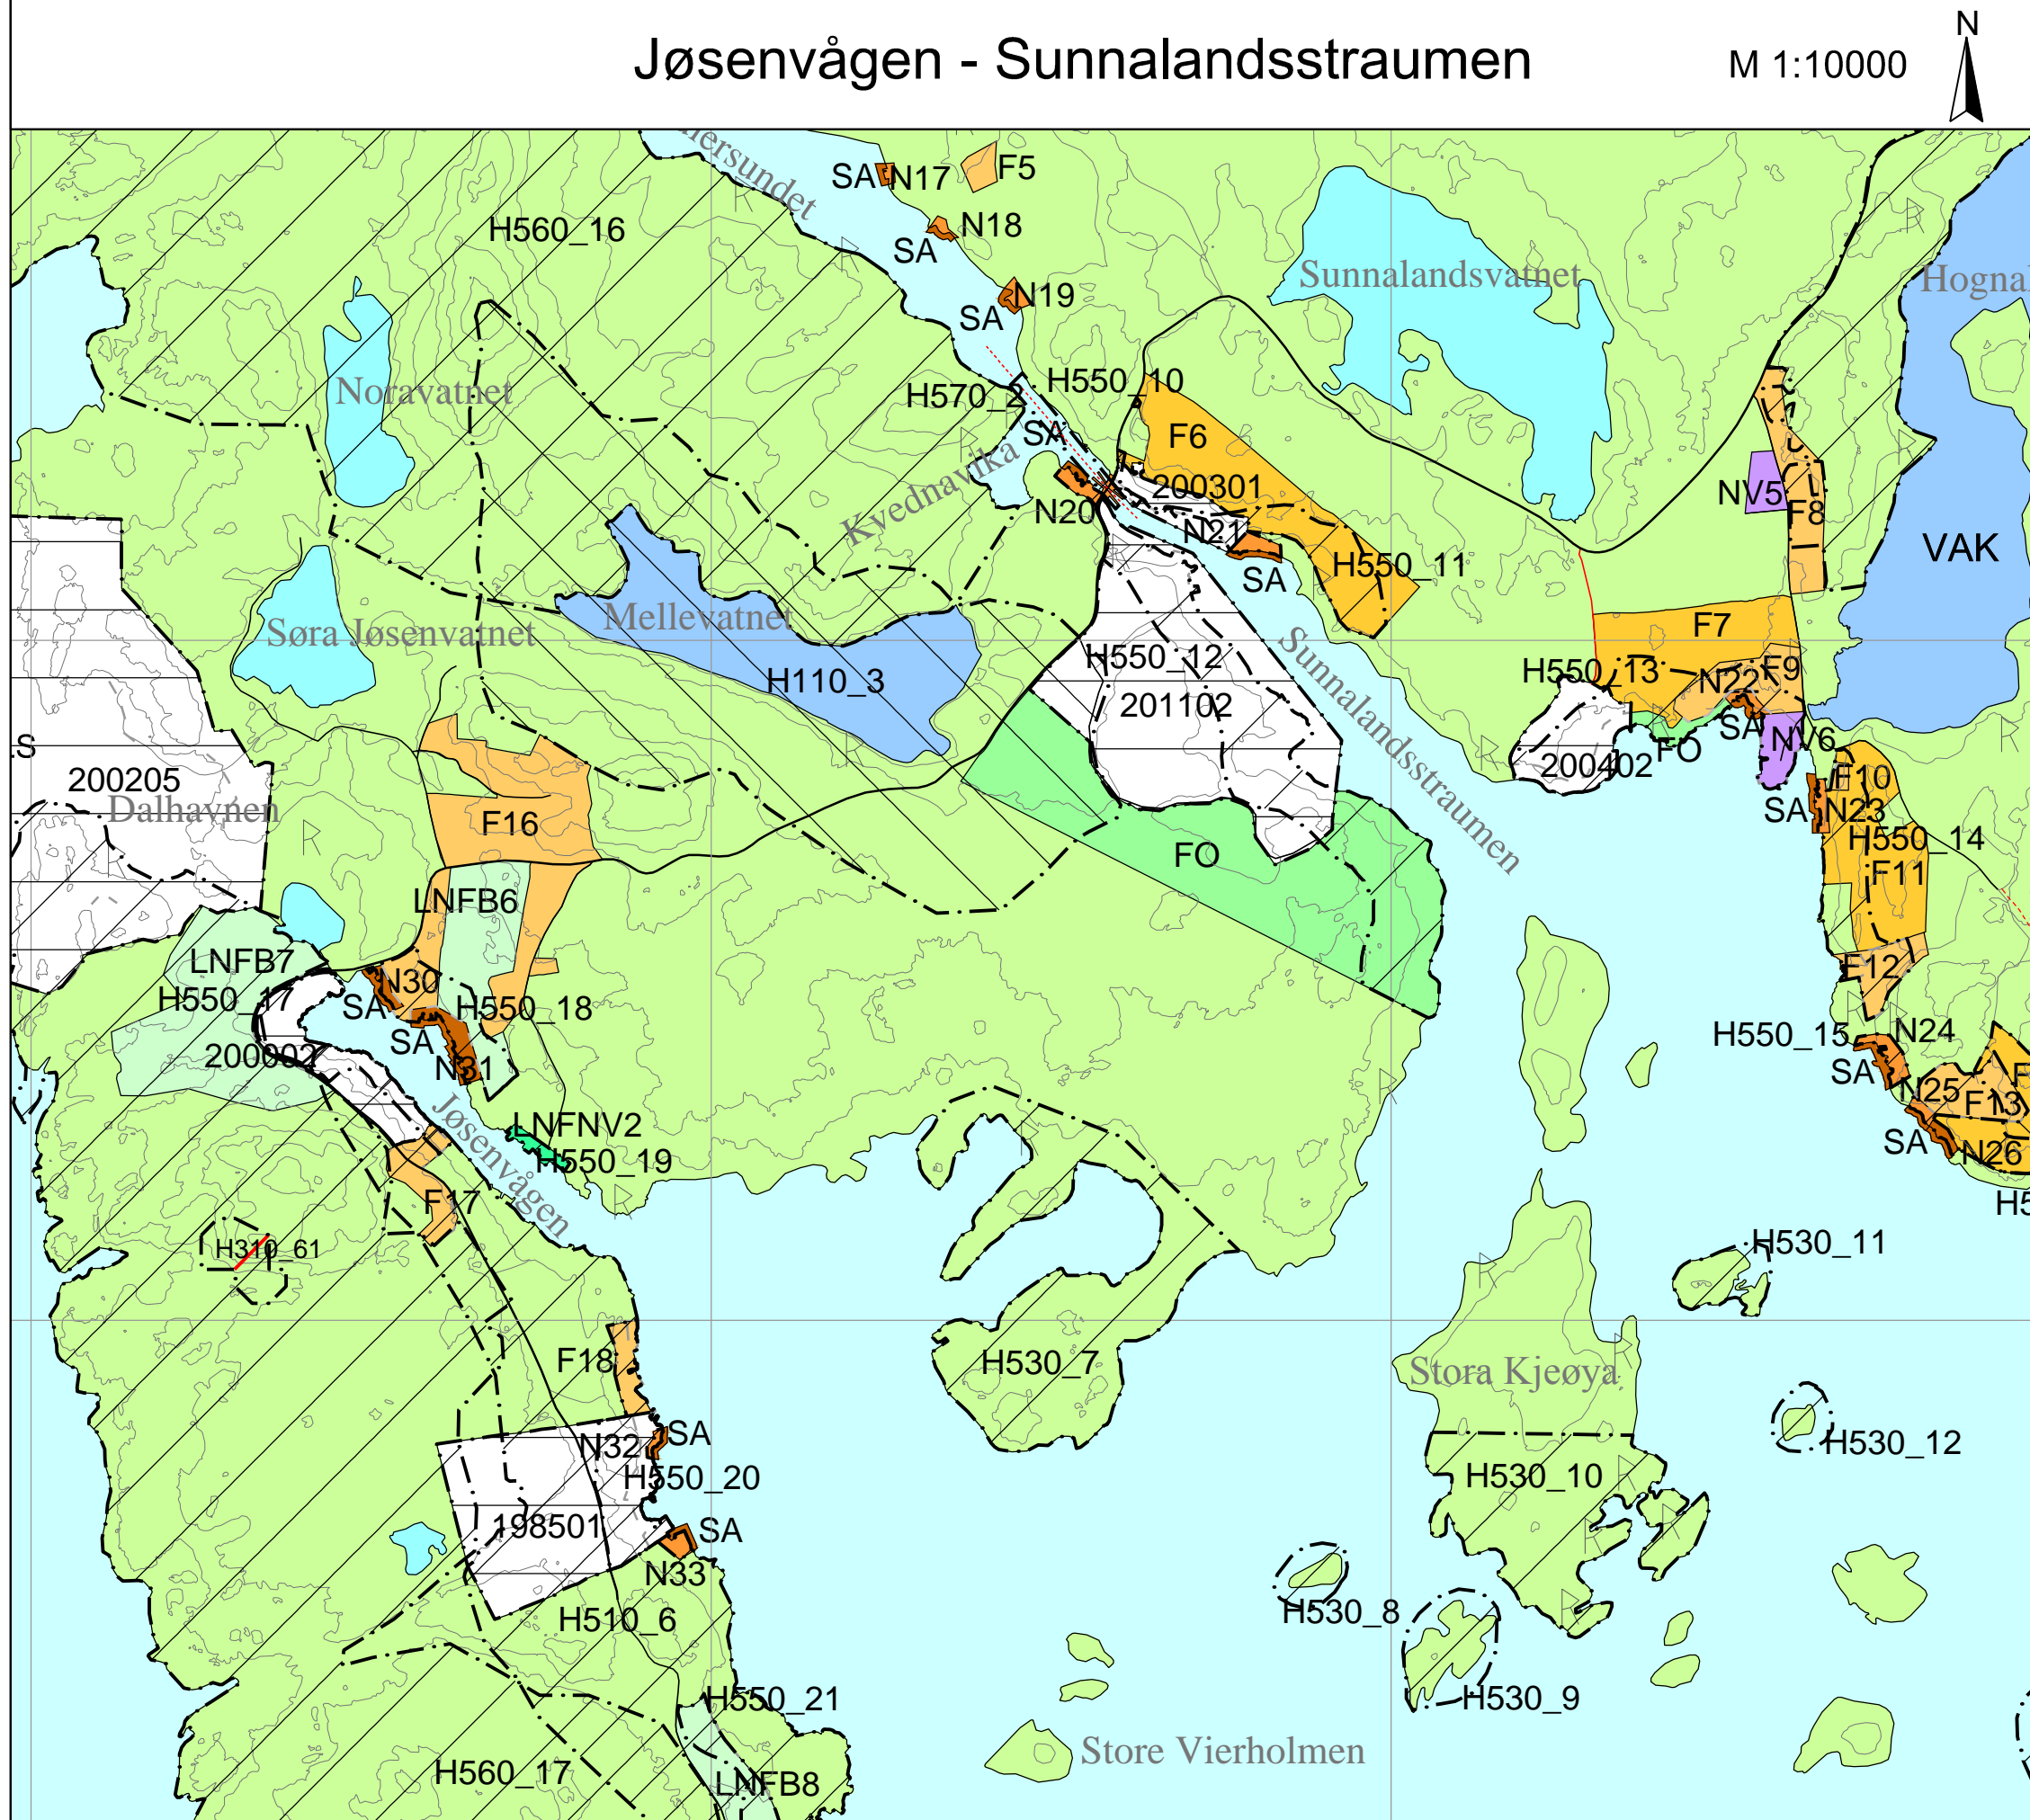 N
Jøsenvågen - Sunnalandsstraumen
M 1:10000
SA
N17
F5
N18
SA
H560_16
Sunnalandsvatnet
N19
SA
Noravatnet
H570_2
H550_10
SA
F6
Kvednavika
200301
N20
N21
SA
H550_11
NV5
F8
VAK
Mellevatnet
Søra Jøsenvatnet
H110_3
H550_12
201102
Sunnalandsstraumen
F7
H550_13
N22
F9
SA
NV6
FO
200402
200205
Dalhavnen
F16
FO
F10
SA
N23
H550_14
F11
LNFB6
LNFB7
N30
H550_17
SA
H550_18
SA
200002
N31
F12
H550_15
N24
SA
N25
F13
SA
N26
Jøsenvågen
LNFNV2
H550_19
F17
H310_61
H530_11
F18
H530_7
Stora Kjeøya
N32
SA
H550_20
198501
SA
N33
H530_10
H530_12
H510_6
H530_8
H530_9
H550_21
Store Vierholmen
H560_17
LNFB8